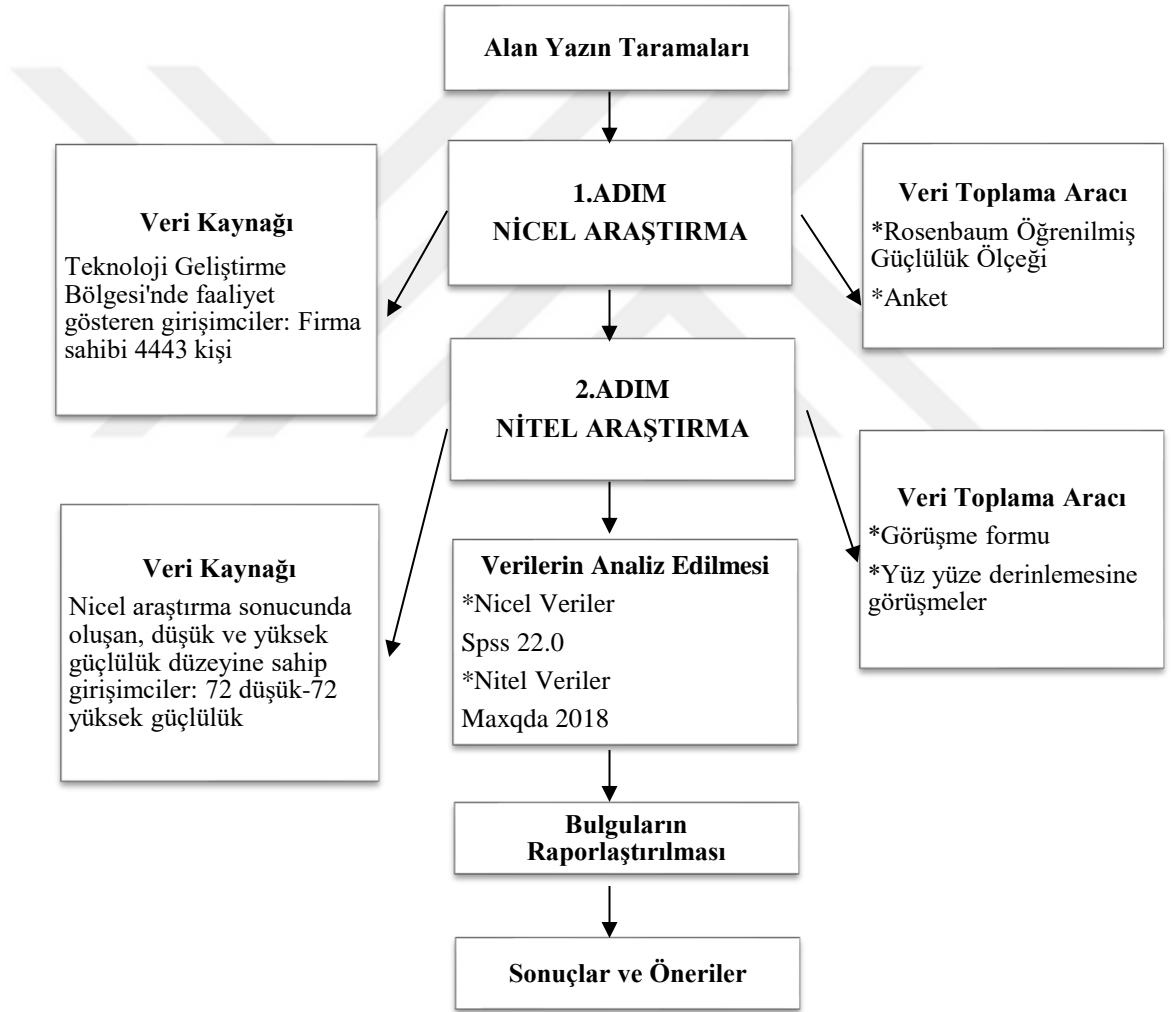 Alan Yazın Taramaları
1.ADIM
NİCEL ARAŞTIRMA
Veri Kaynağı
Teknoloji Geliştirme
Bölgesi'nde faaliyet
gösteren girişimciler: Firma
sahibi 4443 kişi
Veri Toplama Aracı
*Rosenbaum Öğrenilmiş
Güçlülük Ölçeği
*Anket
2.ADIM
NİTEL ARAŞTIRMA
Veri Kaynağı
Nicel araştırma sonucunda
oluşan, düşük ve yüksek
güçlülük düzeyine sahip
girişimciler: 72 düşük-72
yüksek güçlülük
Veri Toplama Aracı
*Görüşme formu
*Yüz yüze derinlemesine
görüşmeler
Verilerin Analiz Edilmesi
*Nicel Veriler
Spss 22.0
*Nitel Veriler
Maxqda 2018
Bulguların
Raporlaştırılması
Sonuçlar ve Öneriler